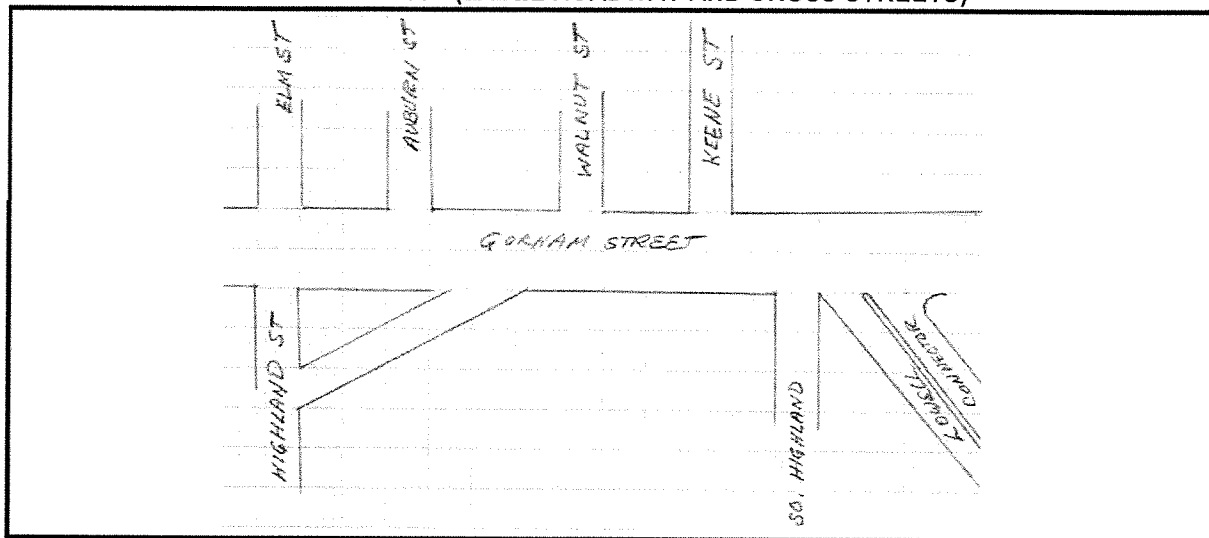 ELM ST
AUBURN ST
WALNUT ST
KEENE ST
GORHAM STREET
HIGHLAND ST
SO. HIGHLAND
LOWELL
CONNECTOR